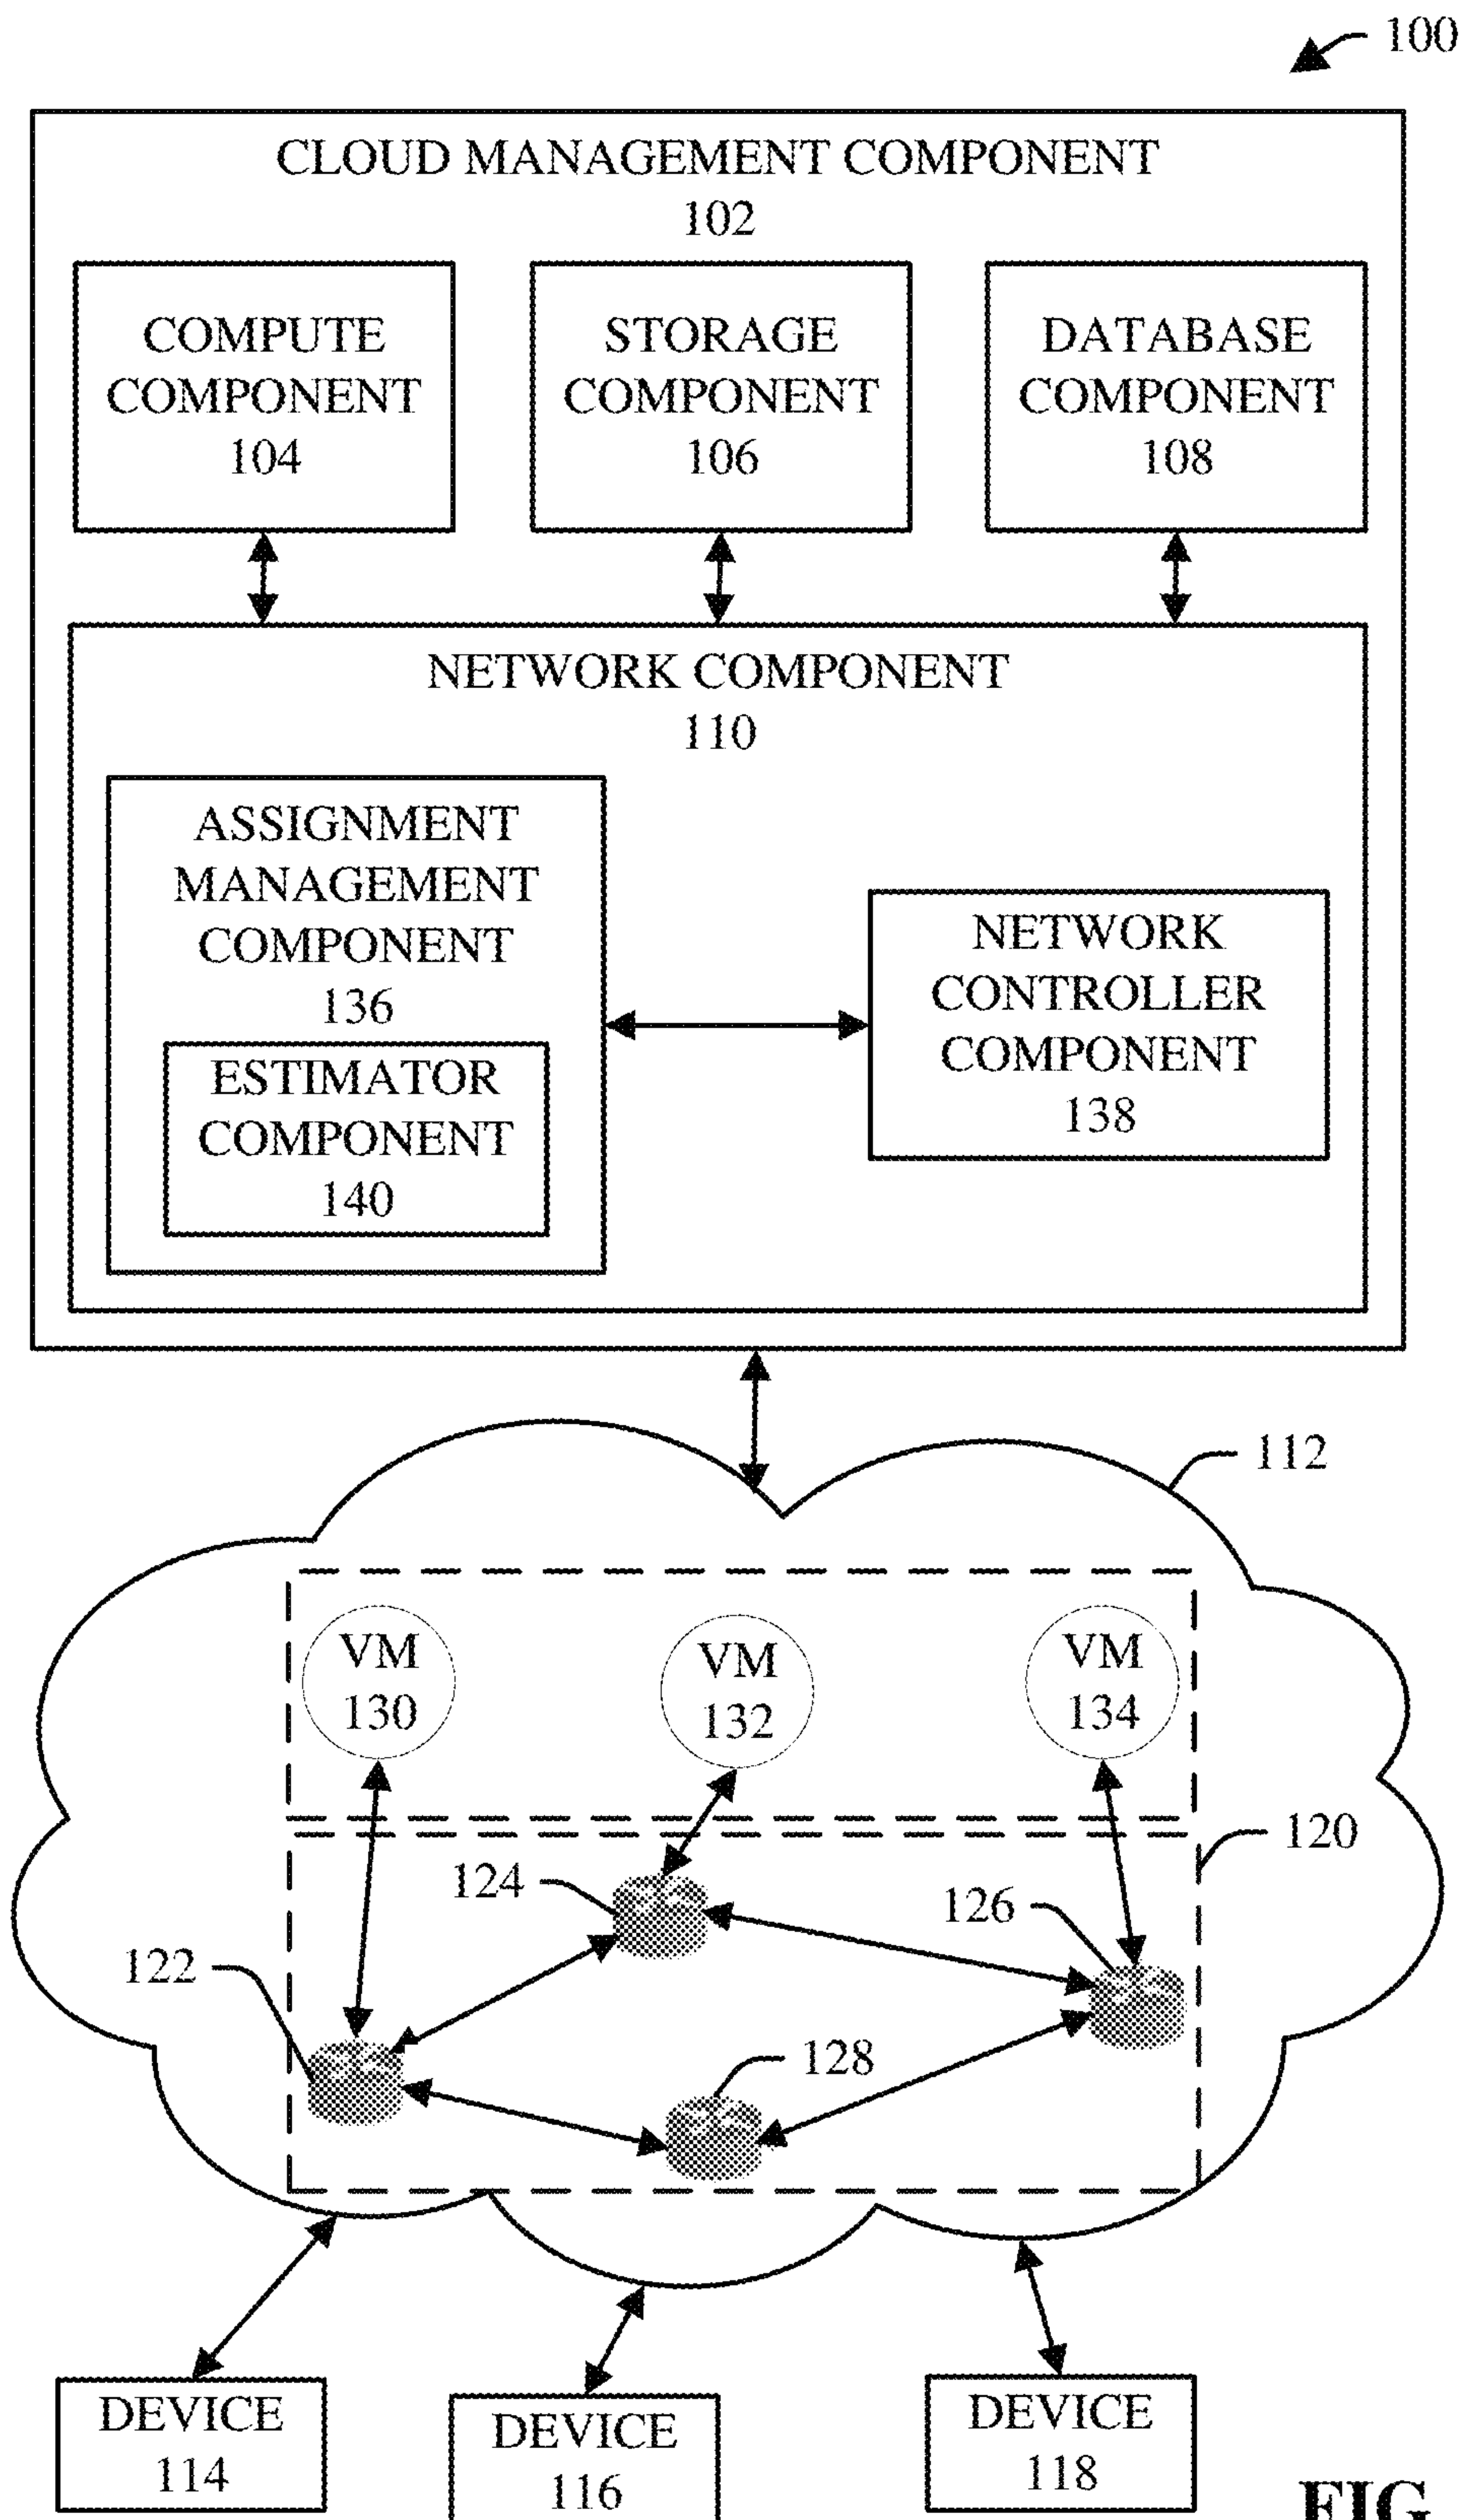 100
CLOUD MANAGEMENT COMPONENT
102
COMPUTE
COMPONENT
104
STORAGE
COMPONENT
106
DATABASE
COMPONENT
108
NETWORK COMPONENT
110
ASSIGNMENT
MANAGEMENT
COMPONENT
136
ESTIMATOR
COMPONENT
140
NETWORK
CONTROLLER
COMPONENT
138
112
VM
130
VM
132
VM
134
120
124
126
122
128
DEVICE
114
DEVICE
116
DEVICE
118
FIG